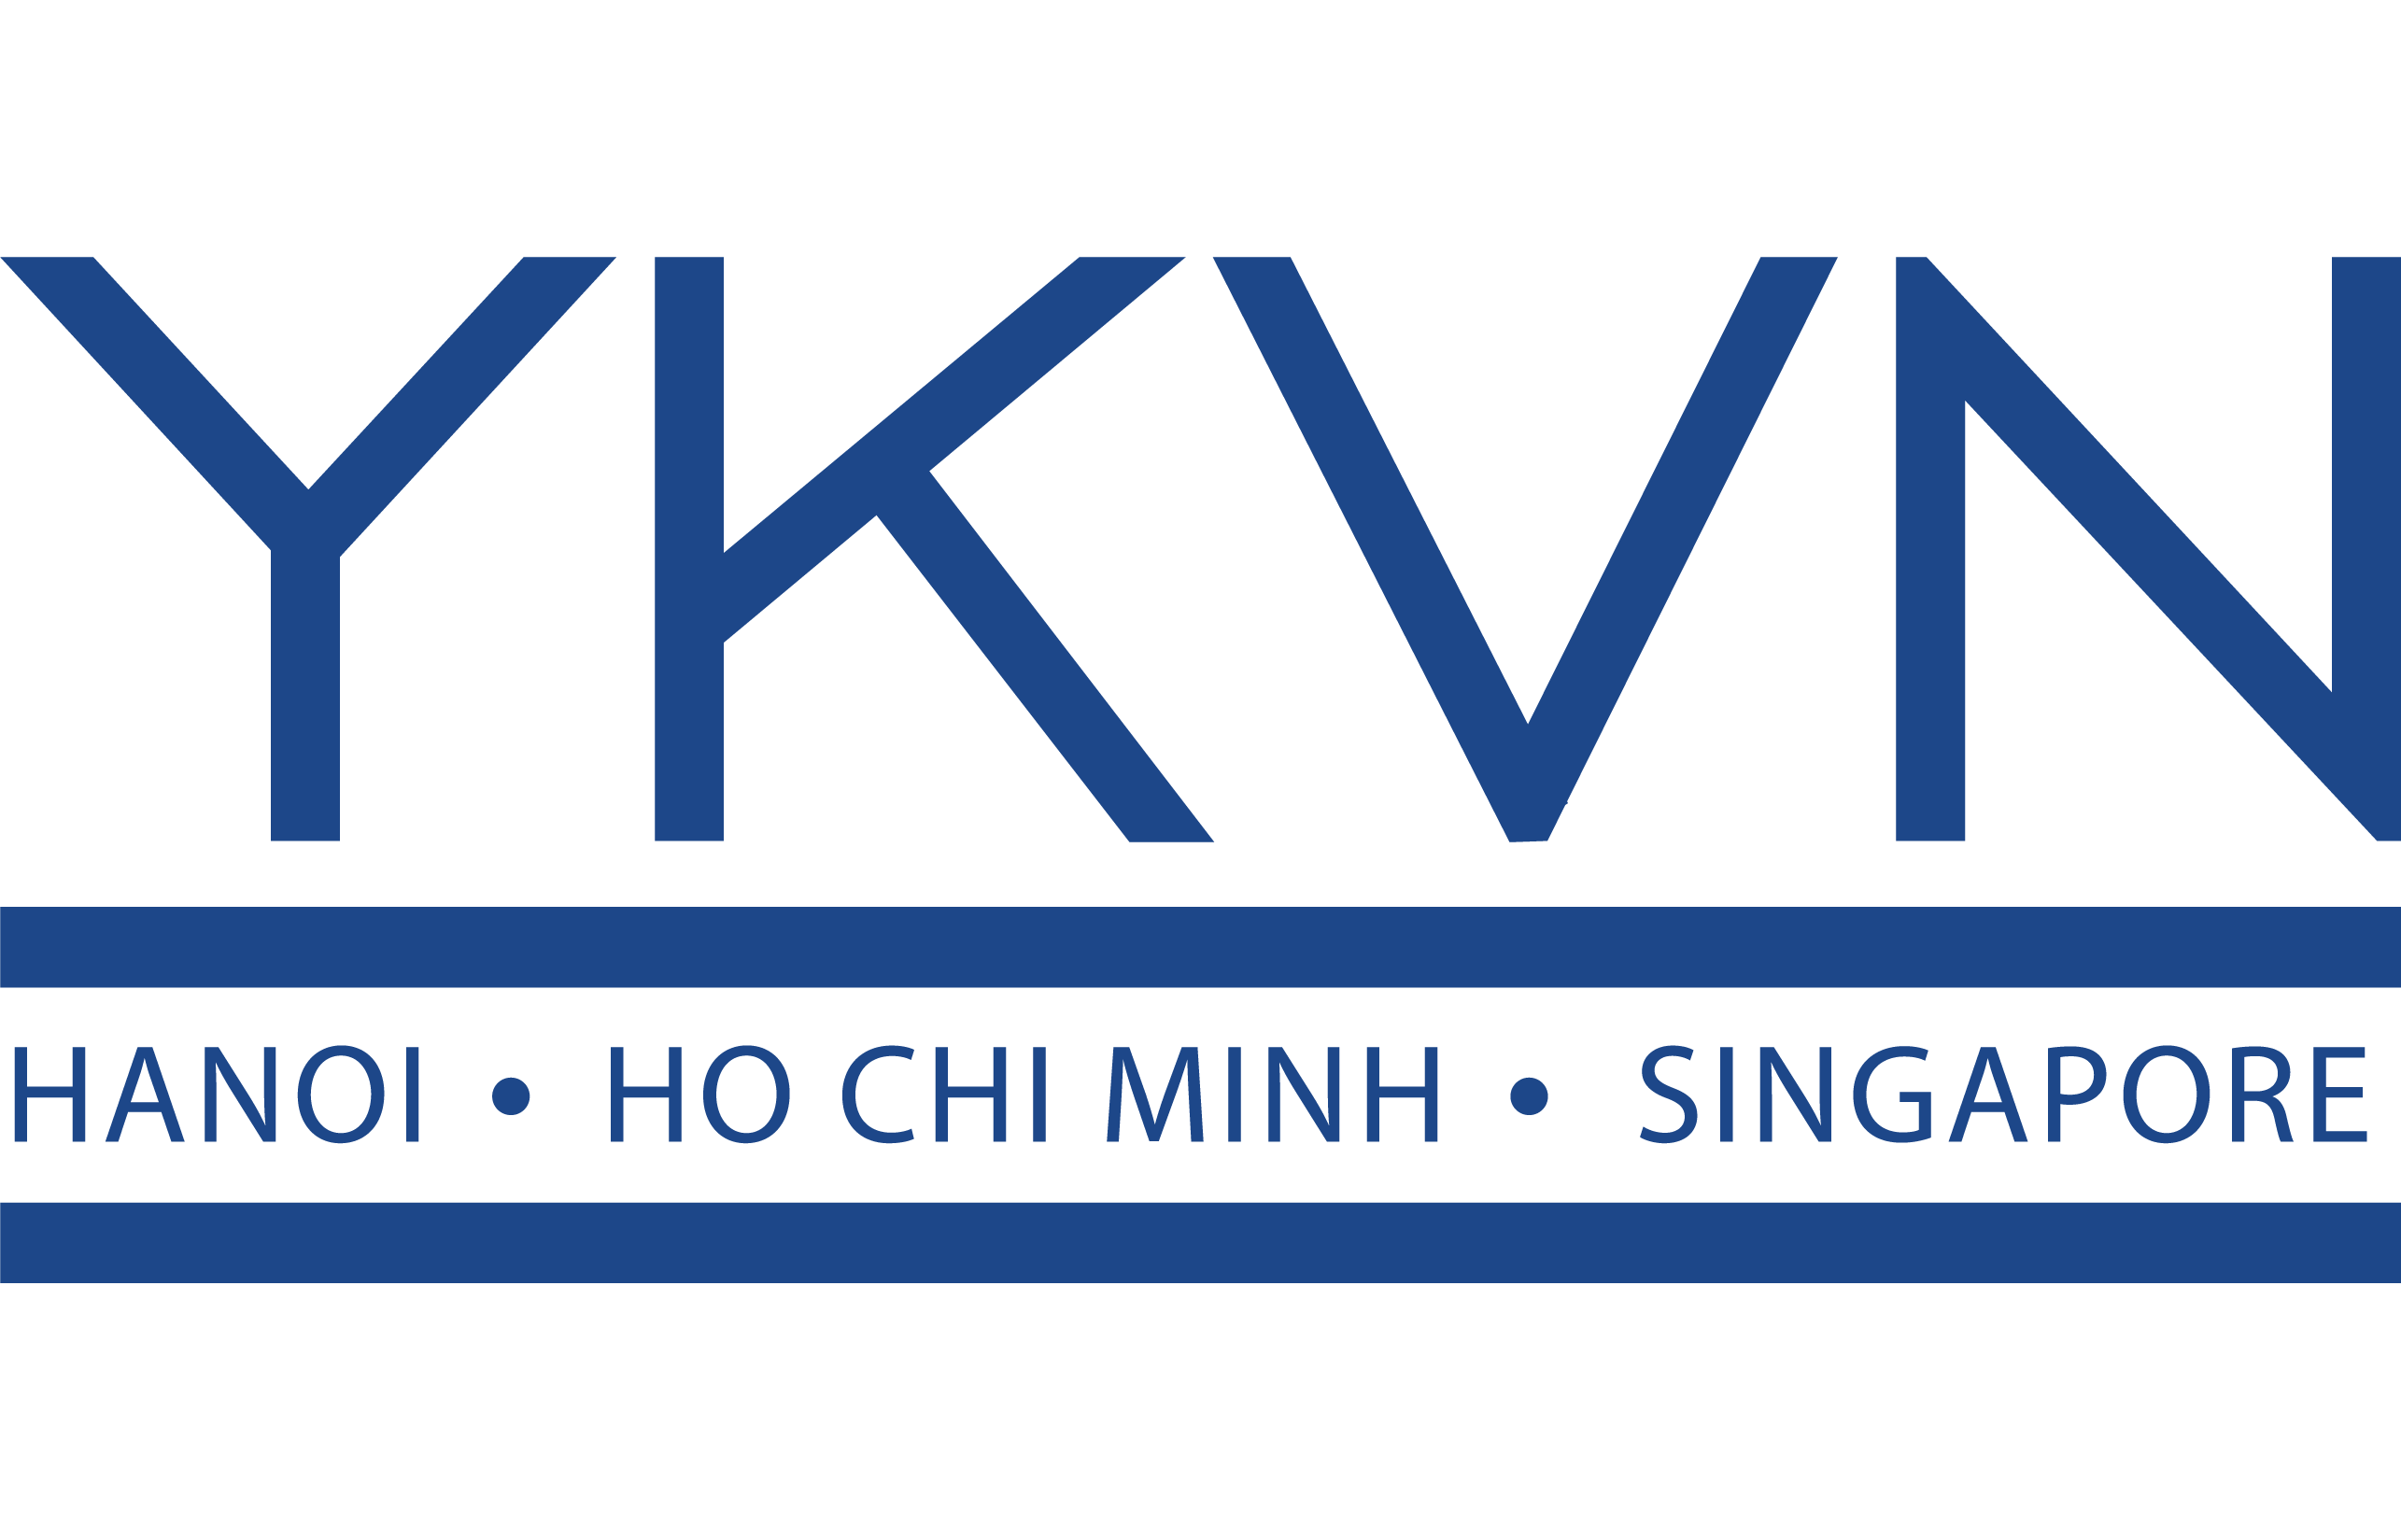 YKVN
HANOI • HO CHI MINH • SINGAPORE